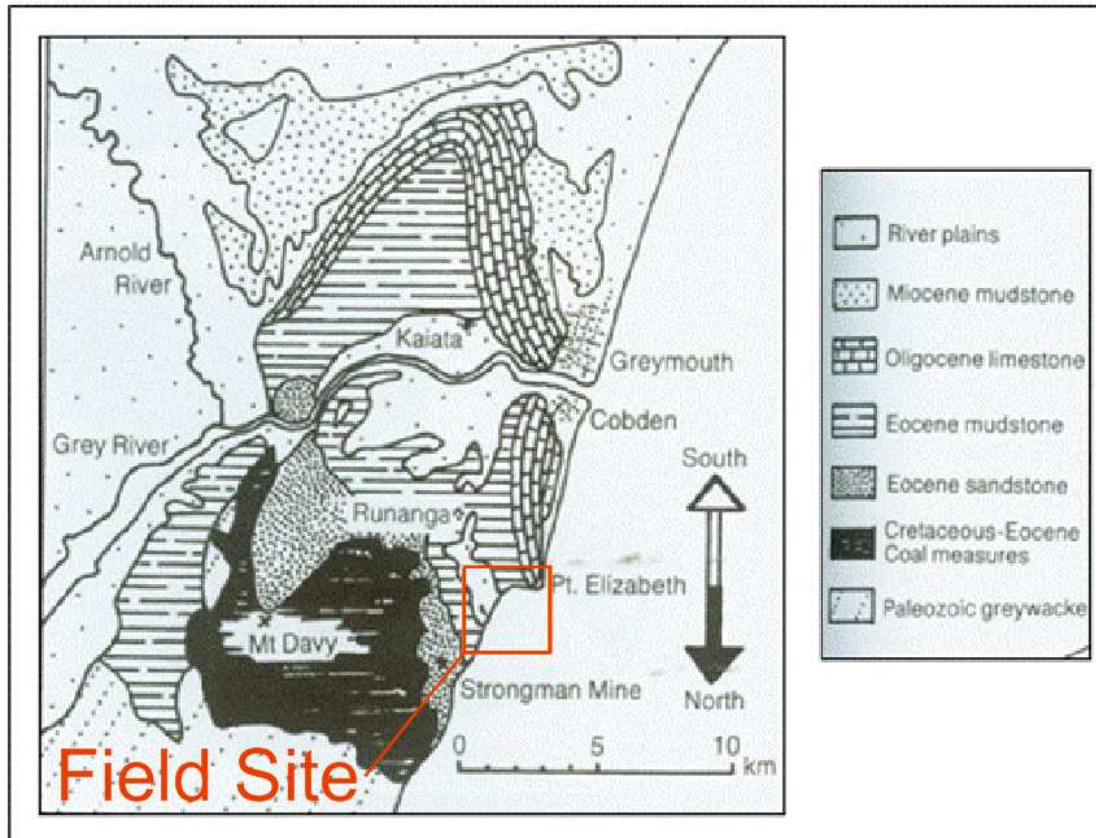 Arnold
River
Kaiata
Greymouth
Cobden
Grey River
South
Runanga
Pt. Elizabeth
Mt Davy
Strongman Mine
North
0 5 10
km
Field Site
River plains
Miocene mudstone
Oligocene limestone
Eocene mudstone
Eocene sandstone
Cretaceous-Eocene
Coal measures
Paleozoic greywacke